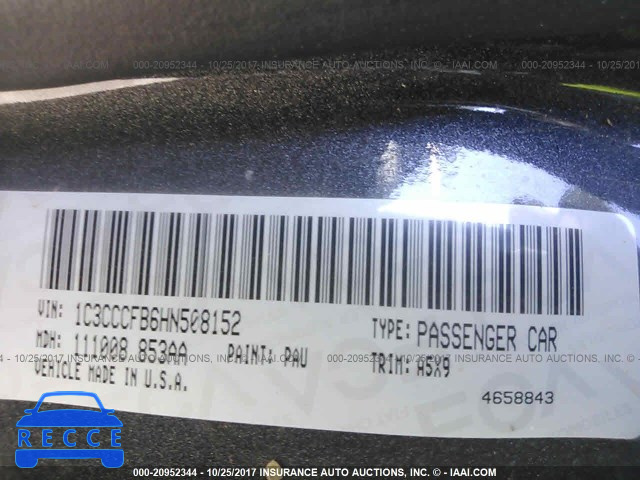 000-20952344 - 10/25/2017 INSURANCE AUTO AUCTIONS, INC. - © IAAI.COM
VIN: 1C3CCCFB6HN508152
TYPE: PASSENGER CAR
MDH: 111008 853AA
PAINT: PAU
TRIM: A5X9
VEHICLE MADE IN U.S.A.
4658843
RECCE
000-20952344 - 10/25/2017 INSURANCE AUTO AUCTIONS, INC. - © IAAI.COM